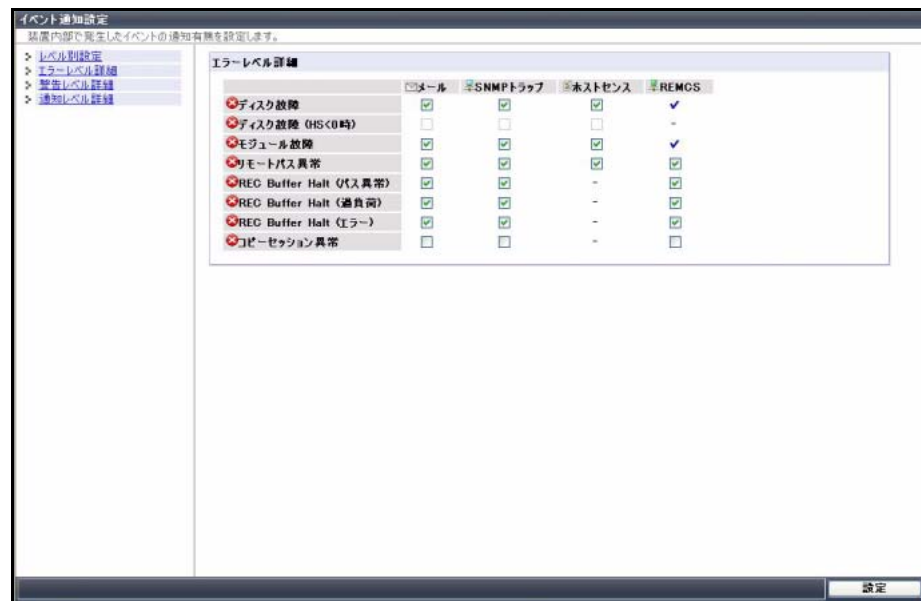 イベント通知設定
装置内部で発生したイベントの通知有無を設定します。
レベル別設定
エラーレベル詳細
警告レベル詳細
通知レベル詳細
エラーレベル詳細
メール SNMPトラップ ホストセンス REMCS
ディスク故障
ディスク故障 (HS<0時) -
モジュール故障
リモートパス異常
REC Buffer Halt (パス異常) -
REC Buffer Halt (過負荷) -
REC Buffer Halt (エラー) -
コピーセッション異常 -
設定